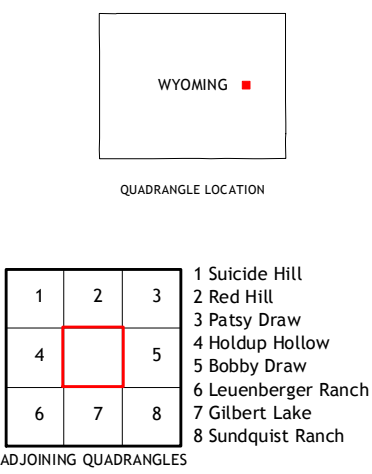 WYOMING
QUADRANGLE LOCATION
1 2 3
4 5
6 7 8
1 Suicide Hill
2 Red Hill
3 Patsy Draw
4 Holdup Hollow
5 Bobby Draw
6 Leuenberger Ranch
7 Gilbert Lake
8 Sundquist Ranch
ADJOINING QUADRANGLES